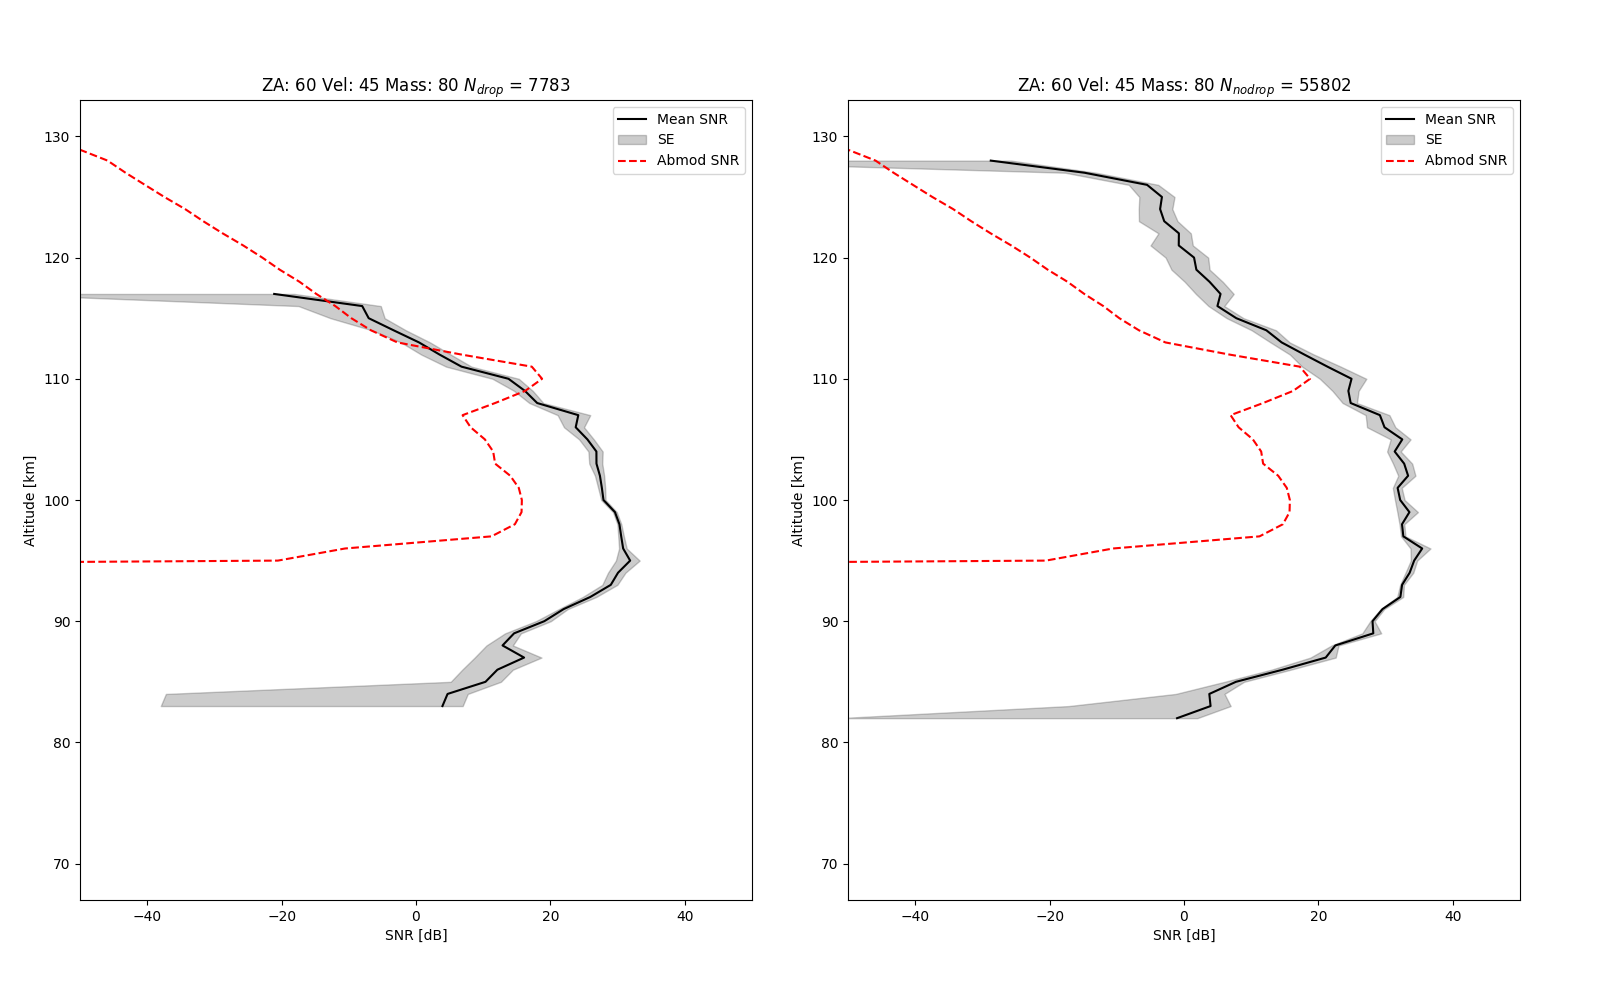 ZA: 60 Vel: 45 Mass: 80 N_drop = 7783
Mean SNR
SE
Abmod SNR
130
120
110
100
90
80
70
Altitude [km]
−40
−20
0
20
40
SNR [dB]
ZA: 60 Vel: 45 Mass: 80 N_nodrop = 55802
Mean SNR
SE
Abmod SNR
130
120
110
100
90
80
70
Altitude [km]
−40
−20
0
20
40
SNR [dB]